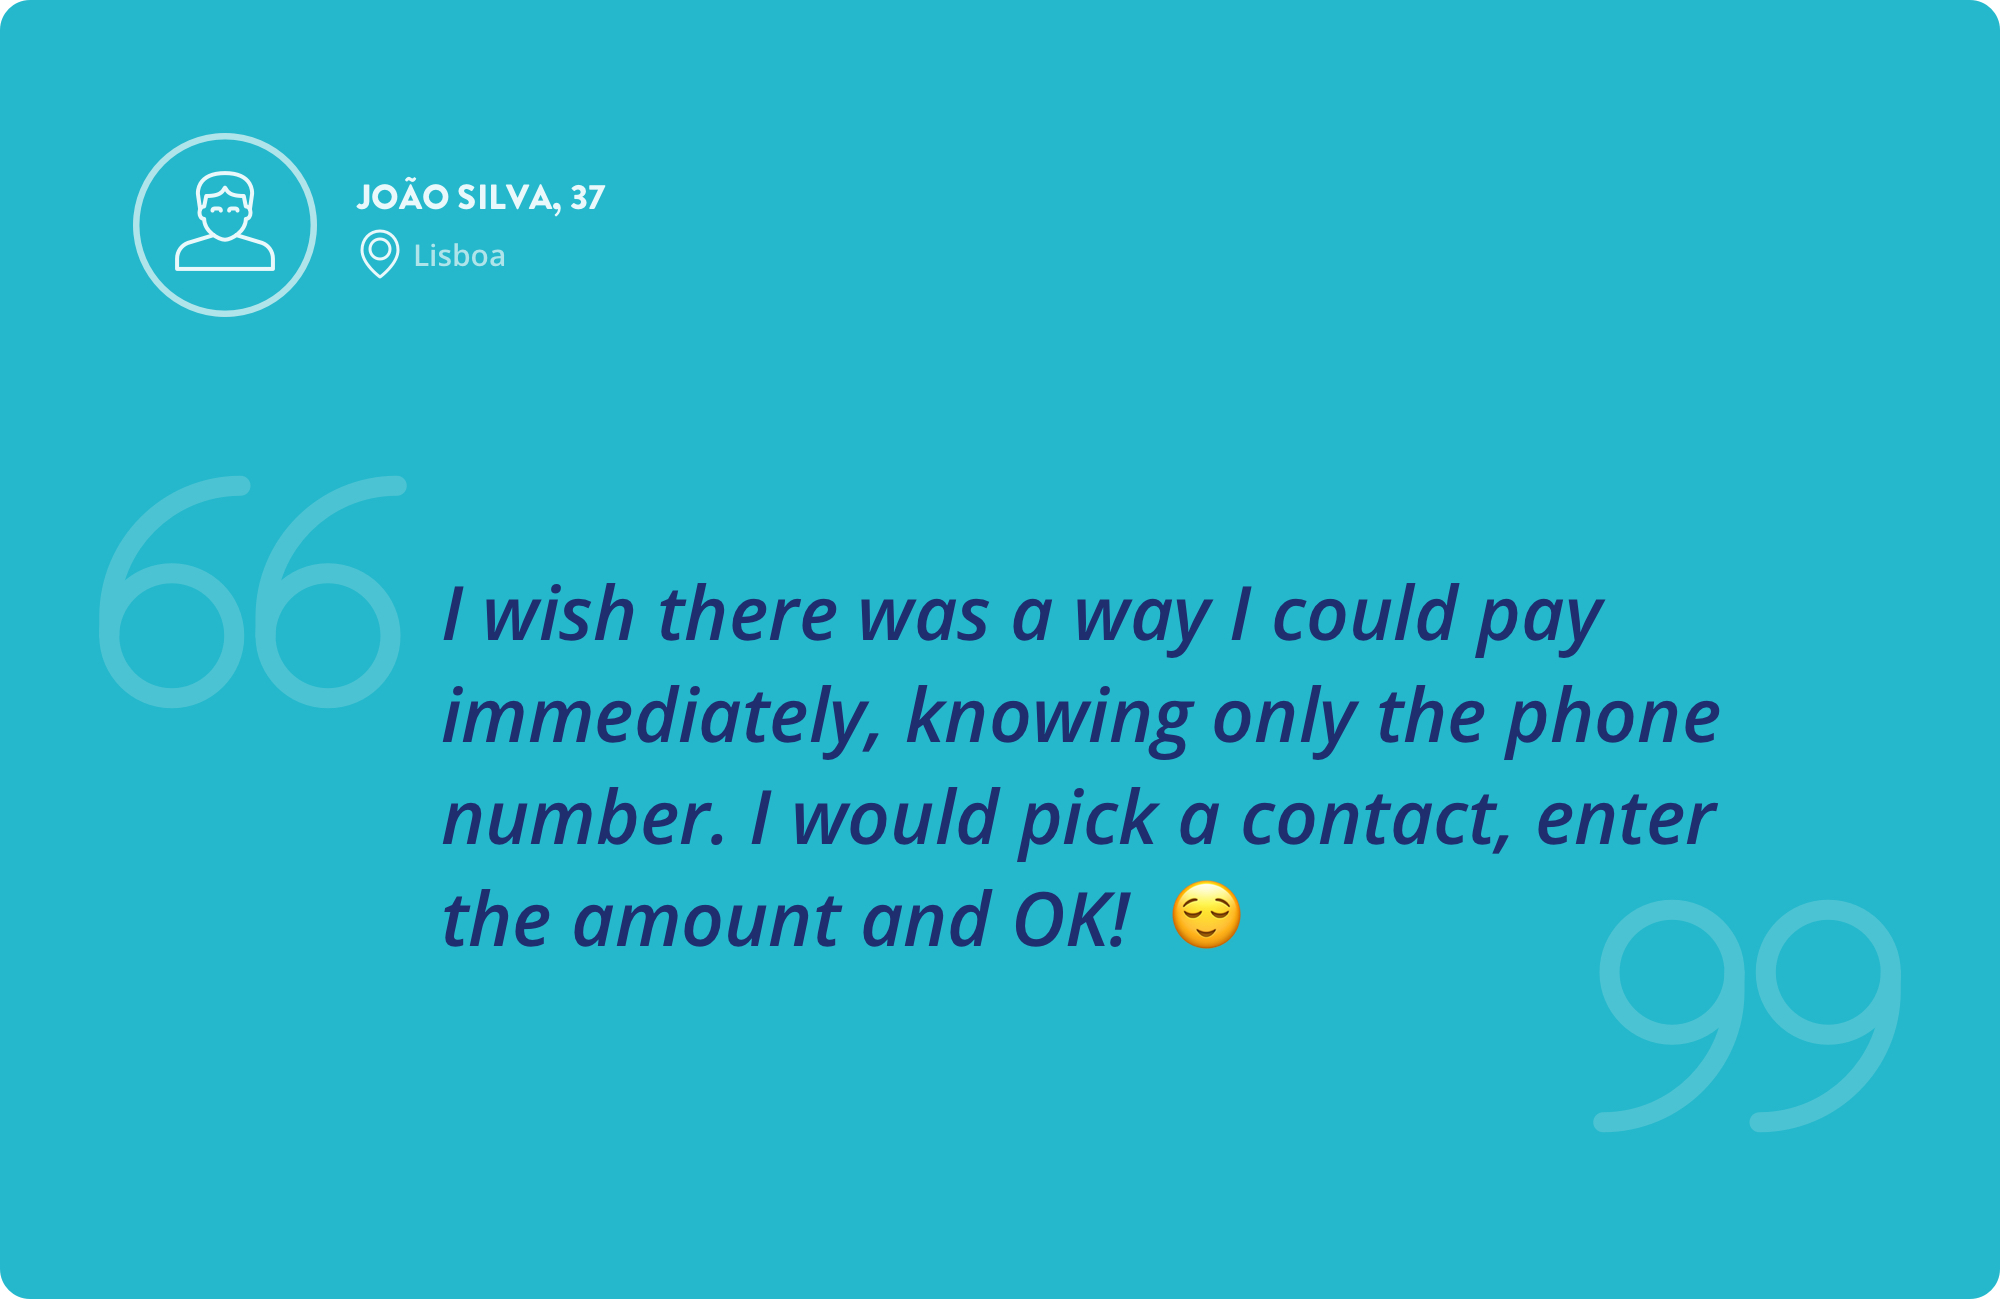 JOÃO SILVA, 37
Lisboa
I wish there was a way I could pay
immediately, knowing only the phone
number. I would pick a contact, enter
the amount and OK! 😌